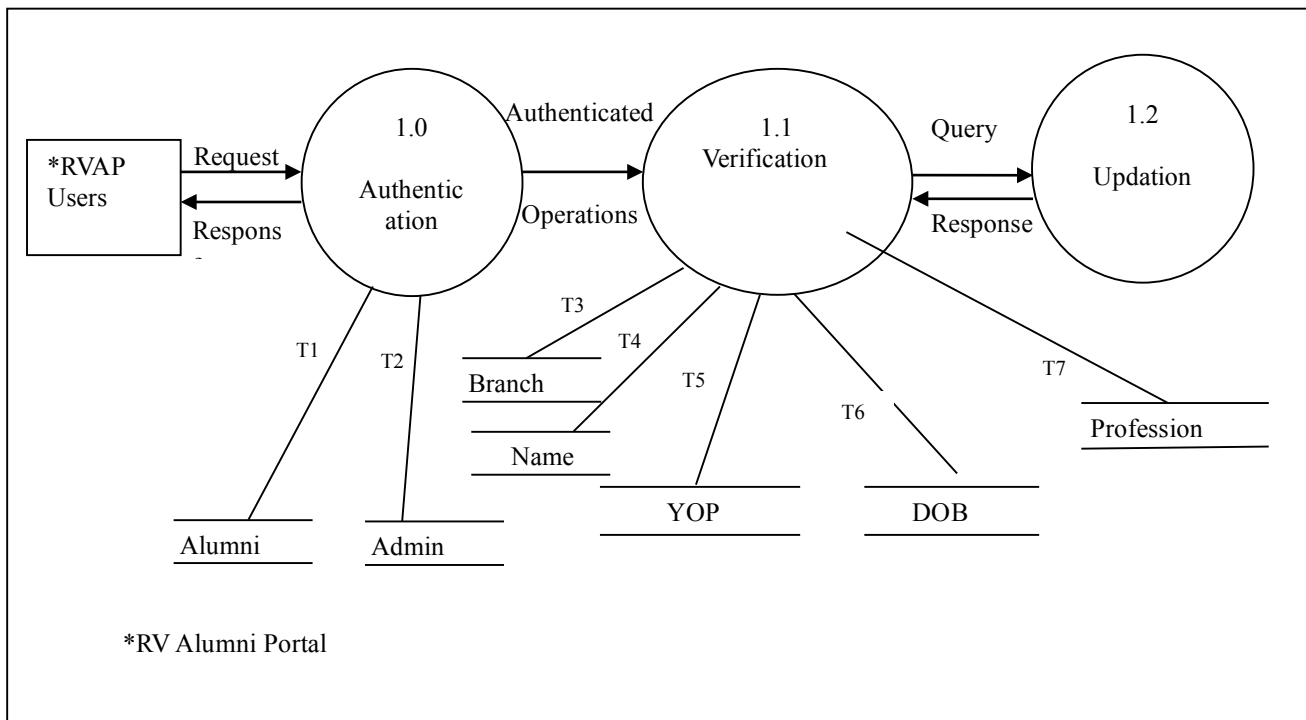 *RVAP
Users
Request
Respons
1.0
Authentic
ation
Authenticated
Operations
1.1
Verification
Query
Response
1.2
Updation
T1
T2
T3
T4
T5
T6
T7
Branch
Name
YOP
DOB
Profession
Alumni
Admin
*RV Alumni Portal